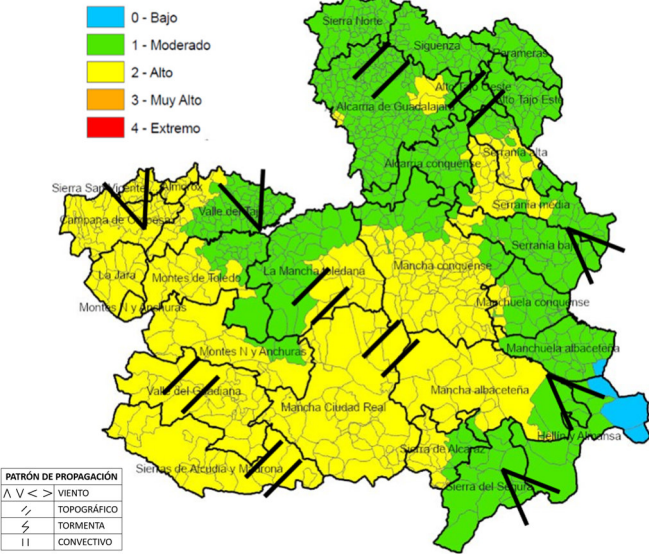 0 - Bajo
1 - Moderado
2 - Alto
3 - Muy Alto
4 - Extremo
Sierra Norte
Sigüenza
Parameras
Alto Tajo Oeste
Alto Tajo Este
Alcarria de Guadalajara
Alcarria conquense
Serranía alta
Sierra San Vicente
Almorox
Serranía media
Campana de Oropesa
Valle del Tajo
Serranía baja
La Jara
Montes de Toledo
La Mancha toledana
Mancha conquense
Montes N y Anchuras
Manchuela conquense
Montes N y Anchuras
Manchuela albaceteña
Valle del Guadiana
Mancha albaceteña
Mancha Ciudad Real
Hellín y Almansa
Sierra de Alcaraz
Sierras de Alcudia y Madrona
Sierra del Segura
PATRÓN DE PROPAGACIÓN
VIENTO
TOPOGRÁFICO
TORMENTA
CONVECTIVO